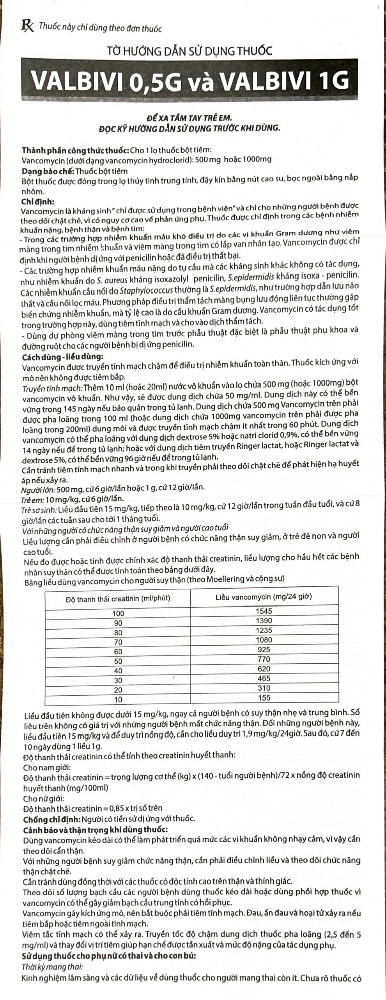 Rx Thuốc này chỉ dùng theo đơn thuốc
TỜ HƯỚNG DẪN SỬ DỤNG THUỐC
VALBIVI 0,5G và VALBIVI 1G
ĐỂ XA TẦM TAY TRẺ EM.
ĐỌC KỸ HƯỚNG DẪN SỬ DỤNG TRƯỚC KHI DÙNG.
Thành phần công thức thuốc: Cho 1 lọ thuốc bột tiêm:
Vancomycin (dưới dạng vancomycin hydroclorid): 500 mg hoặc 1000mg
Dạng bào chế: Thuốc bột tiêm
Bột thuốc được đóng trong lọ thủy tinh trung tính, đậy kín bằng nút cao su, bọc ngoài bằng nắp
nhôm.
Chỉ định:
Vancomycin là kháng sinh " chỉ được sử dụng trong bệnh viện" và chỉ cho những người bệnh được
theo dõi chặt chẽ, vì có nguy cơ cao về phản ứng phụ. Thuốc được chỉ định trong các bệnh nhiễm
khuẩn nặng, bệnh thận và bệnh tim:
- Trong các trường hợp nhiễm khuẩn máu khó điều trị do các vi khuẩn Gram dương như viêm
màng trong tim nhiễm khuẩn và viêm màng trong tim có lắp van nhân tạo. Vancomycin được chỉ
định khi người bệnh dị ứng với penicilin hoặc đã điều trị thất bại.
- Các trường hợp nhiễm khuẩn máu nặng do tụ cầu mà các kháng sinh khác không có tác dụng,
như nhiễm khuẩn do S. aureus kháng isoxazolyl penicilin, S.epidermidis kháng isoxa - penicilin.
Các nhiễm khuẩn cầu nối do Staphylococcus thường là S.epidermidis, như trường hợp dẫn lưu não
thất và cầu nối lọc máu. Phương pháp điều trị thẩm tách màng bụng lưu động liên tục thường gặp
biến chứng nhiễm khuẩn, mà tỷ lệ cao là do cầu khuẩn Gram dương. Vancomycin có tác dụng tốt
trong trường hợp này, dùng tiêm tĩnh mạch và cho vào dịch thẩm tách.
- Dùng dự phòng viêm màng trong tim trước phẫu thuật đặc biệt là phẫu thuật phụ khoa và
đường ruột cho các người bệnh bị dị ứng penicilin.
Cách dùng - liều dùng:
Vancomycin được truyền tĩnh mạch chậm để điều trị nhiễm khuẩn toàn thân. Thuốc kích ứng với
mô nên không được tiêm bắp.
Truyền tĩnh mạch: Thêm 10 ml (hoặc 20ml) nước vô khuẩn vào lọ chứa 500 mg (hoặc 1000mg) bột
vancomycin vô khuẩn. Như vậy, sẽ được dung dịch chứa 50 mg/ml. Dung dịch này có thể bền
vững trong 145 ngày nếu bảo quản trong tủ lạnh. Dung dịch chứa 500 mg Vancomycin trên phải
được pha loãng trong 100 ml (hoặc dung dịch chứa 1000mg vancomycin trên phải được pha
loãng trong 200ml) dung môi và được truyền tĩnh mạch chậm ít nhất trong 60 phút. Dung dịch
vancomycin có thể pha loãng với dung dịch dextrose 5% hoặc natri clorid 0,9%, có thể bền vững
14 ngày nếu để trong tủ lạnh; hoặc với dung dịch tiêm truyền Ringer lactat, hoặc Ringer lactat và
dextrose 5%, có thể bền vững 96 giờ nếu để trong tủ lạnh.
Cần tránh tiêm tĩnh mạch nhanh và trong khi truyền phải theo dõi chặt chẽ để phát hiện hạ huyết
áp nếu xảy ra.
Người lớn: 500 mg, cứ 6 giờ/lần hoặc 1 g, cứ 12 giờ/lần.
Trẻ em: 10 mg/kg, cứ 6 giờ/lần.
Trẻ sơ sinh: Liều đầu tiên 15 mg/kg, tiếp theo là 10 mg/kg, cứ 12 giờ/lần trong tuần đầu tuổi, và cứ 8
giờ/lần các tuần sau cho tới 1 tháng tuổi.
Với những người có chức năng thận suy giảm và người cao tuổi
Liều lượng cần phải điều chỉnh ở người bệnh có chức năng thận suy giảm, ở trẻ đẻ non và người
cao tuổi.
Nếu đo được hoặc tính được chính xác độ thanh thải creatinin, liều lượng cho hầu hết các bệnh
nhân suy thận có thể được tính toán theo bảng dưới đây.
Bảng liều dùng vancomycin cho người suy thận (theo Moellering và cộng sự)
Độ thanh thải creatinin (ml/phút) Liều vancomycin (mg/24 giờ)
100 1545
90 1390
80 1235
70 1080
60 925
50 770
40 620
30 465
20 310
10 155
Liều đầu tiên không được dưới 15 mg/kg, ngay cả người bệnh có suy thận nhẹ và trung bình. Số
liệu trên không có giá trị với những người bệnh mất chức năng thận. Đối những người bệnh này,
liều đầu tiên 15 mg/kg và để duy trì nồng độ, cần cho liều duy trì 1,9 mg/kg/24giờ. Sau đó, cứ 7 đến
10 ngày dùng 1 liều 1g.
Độ thanh thải creatinin có thể tính theo creatinin huyết thanh:
Cho nam giới:
Độ thanh thải creatinin = trọng lượng cơ thể (kg) x (140 - tuổi người bệnh)/72 x nồng độ creatinin
huyết thanh (mg/100ml)
Cho nữ giới:
Độ thanh thải creatinin = 0,85 x trị số trên
Chống chỉ định: Người có tiền sử dị ứng với thuốc.
Cảnh báo và thận trọng khi dùng thuốc:
Dùng vancomycin kéo dài có thể làm phát triển quá mức các vi khuẩn không nhạy cảm, vì vậy cần
theo dõi cẩn thận.
Với những người bệnh suy giảm chức năng thận, cần phải điều chỉnh liều và theo dõi chức năng
thận chặt chẽ.
Cần tránh dùng đồng thời với các thuốc có độc tính cao trên thận và thính giác.
Theo dõi số lượng bạch cầu các người bệnh dùng thuốc kéo dài hoặc dùng phối hợp thuốc vì
vancomycin có thể gây giảm bạch cầu trung tính có hồi phục.
Vancomycin gây kích ứng mô, nên bắt buộc phải tiêm tĩnh mạch. Đau, ấn đau và hoại tử xảy ra nếu
tiêm bắp hoặc tiêm ngoài tĩnh mạch.
Viêm tắc tĩnh mạch có thể xảy ra. Truyền tốc độ chậm dung dịch thuốc pha loãng (2,5 đến 5
mg/ml) và thay đổi vị trí tiêm giúp hạn chế được tần xuất và mức độ nặng của tác dụng phụ.
Sử dụng thuốc cho phụ nữ có thai và cho con bú:
Thời kỳ mang thai:
Kinh nghiệm lâm sàng và các dữ liệu về dùng thuốc cho người mang thai còn ít. Chưa rõ thuốc có